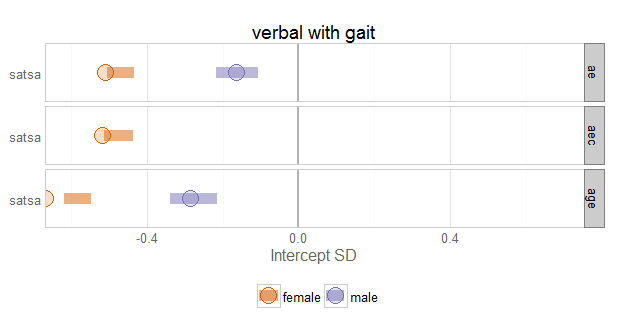 verbal with gait
satsa
ae
satsa
aec
satsa
age
-0.4 0.0 0.4
Intercept SD
female male